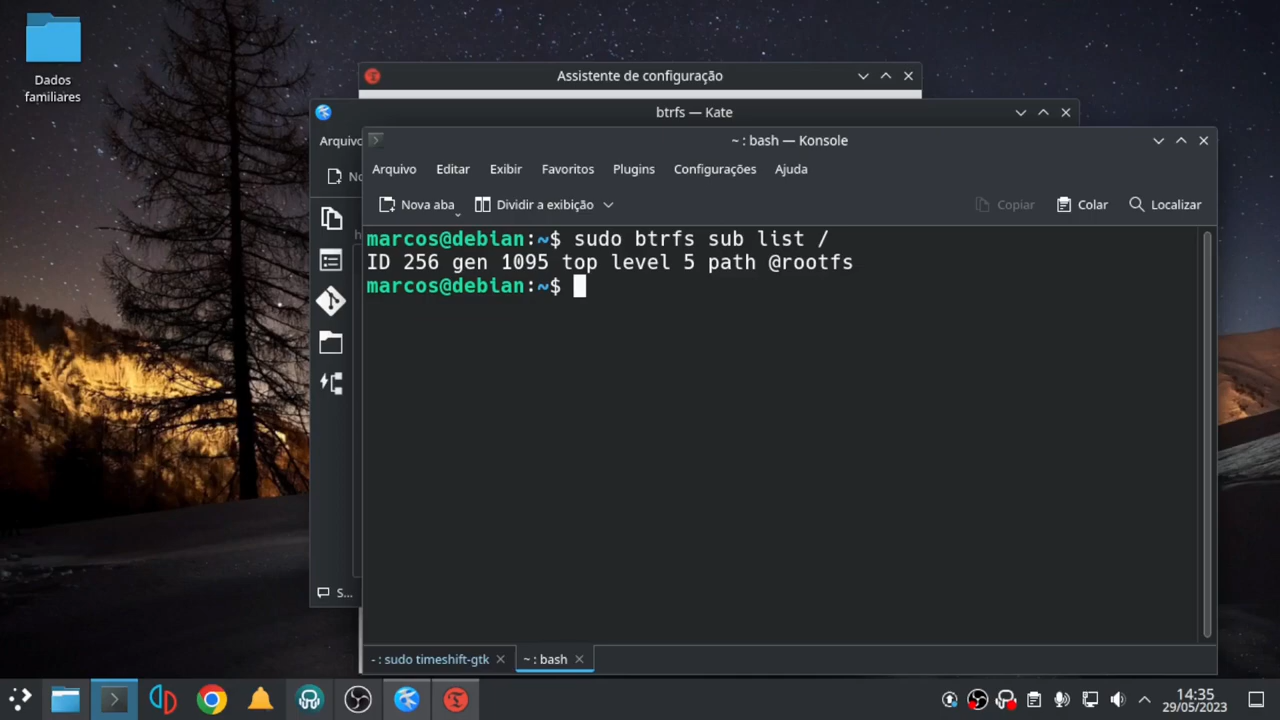 Dados
familiares
Assistente de configuração
btrfs — Kate
Arquivo
No
~ : bash — Konsole
Arquivo Editar Exibir Favoritos Plugins Configurações Ajuda
Nova aba Dividir a exibição Copiar Colar Localizar
marcos@debian:~$ sudo btrfs sub list /
ID 256 gen 1095 top level 5 path @rootfs
marcos@debian:~$
S...
- : sudo timeshift-gtk ~ : bash
14:35
29/05/2023